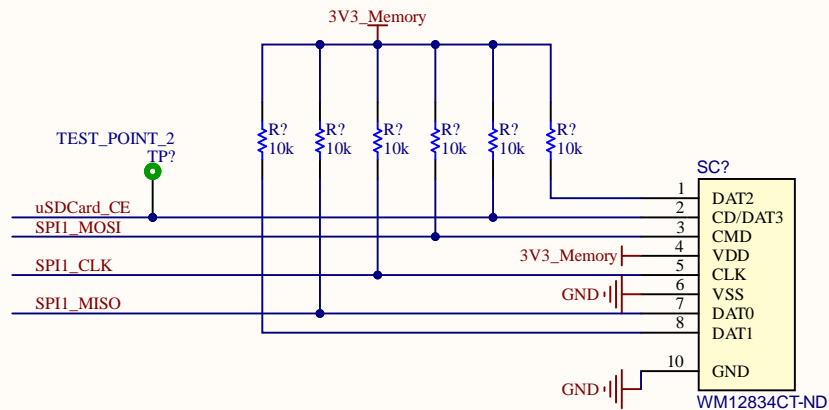 3V3_Memory
R? R? R? R? R? R?
10k 10k 10k 10k 10k 10k
TEST_POINT_2
TP?
SC?
1 DAT2
uSDCard_CE 2 CD/DAT3
SPI1_MOSI 3 CMD
3V3_Memory 4 VDD
SPI1_CLK 5 CLK
GND 6 VSS
SPI1_MISO 7 DAT0
8 DAT1
10 GND
GND
WM12834CT-ND